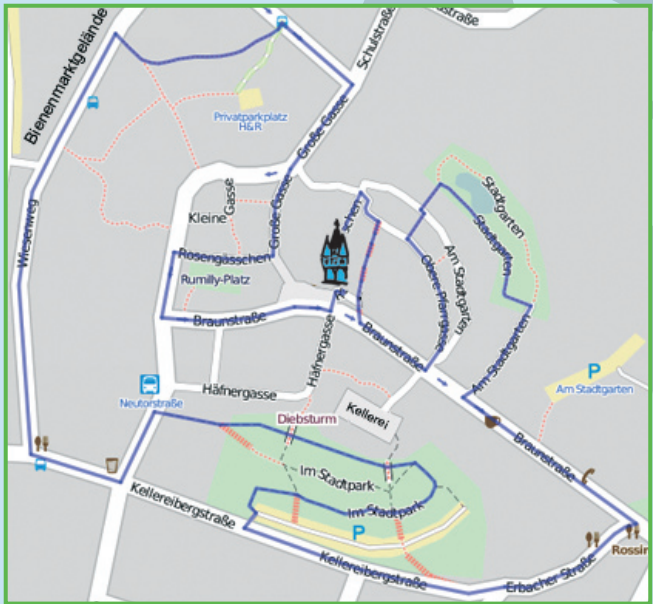 Bienenmarktgelände
Schulstraße
straße
Privatparkplatz
H&R
Große Gasse
Kleine
Gasse
Große Gasse
Wiesenweg
Rosengässchen
schen
Stadtgarten
Stadtgarten
Am Stadtgarten
Obere Pfarrgasse
Rumilly-Platz
Braunstraße
Häfnergasse
Braunstraße
Am Stadtgarten
P
Am Stadtgarten
Häfnergasse
Neutorstraße
Kellerei
Diebsturm
Braunstraße
Im Stadtpark
Im Stadtpark
Kellereibergstraße
P
Kellereibergstraße
Erbacher Straße
Rossin